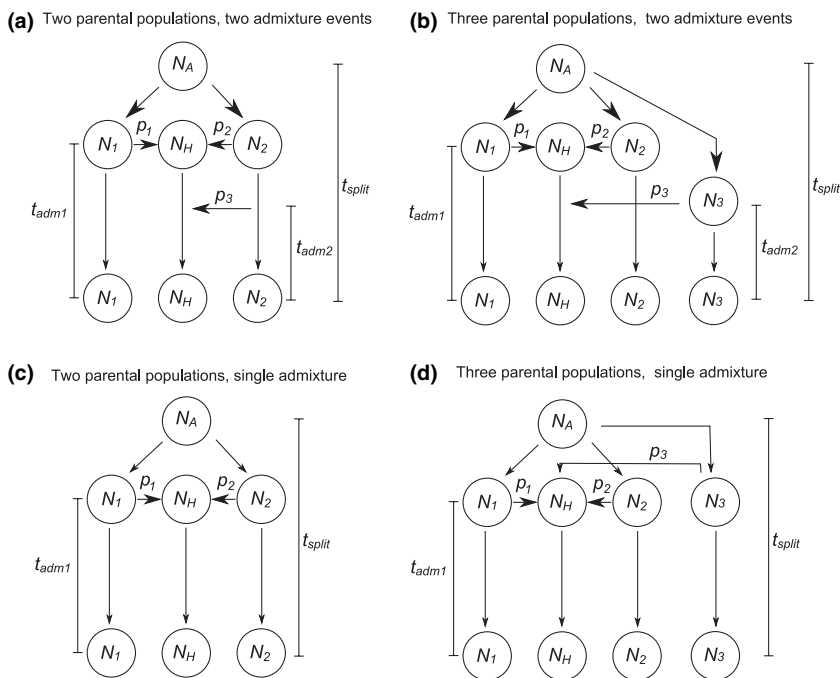 (a) Two parental populations, two admixture events
N_A
N_1 p_1 N_H p_2 N_2
t_adm1
p_3
t_split
t_adm2
N_1 N_H N_2
(b) Three parental populations, two admixture events
N_A
N_1 p_1 N_H p_2 N_2
t_adm1
p_3
N_3
t_split
t_adm2
N_1 N_H N_2 N_3
(c) Two parental populations, single admixture
N_A
N_1 p_1 N_H p_2 N_2
t_adm1
t_split
N_1 N_H N_2
(d) Three parental populations, single admixture
N_A
p_3
N_1 p_1 N_H p_2 N_2 N_3
t_adm1
t_split
N_1 N_H N_2 N_3